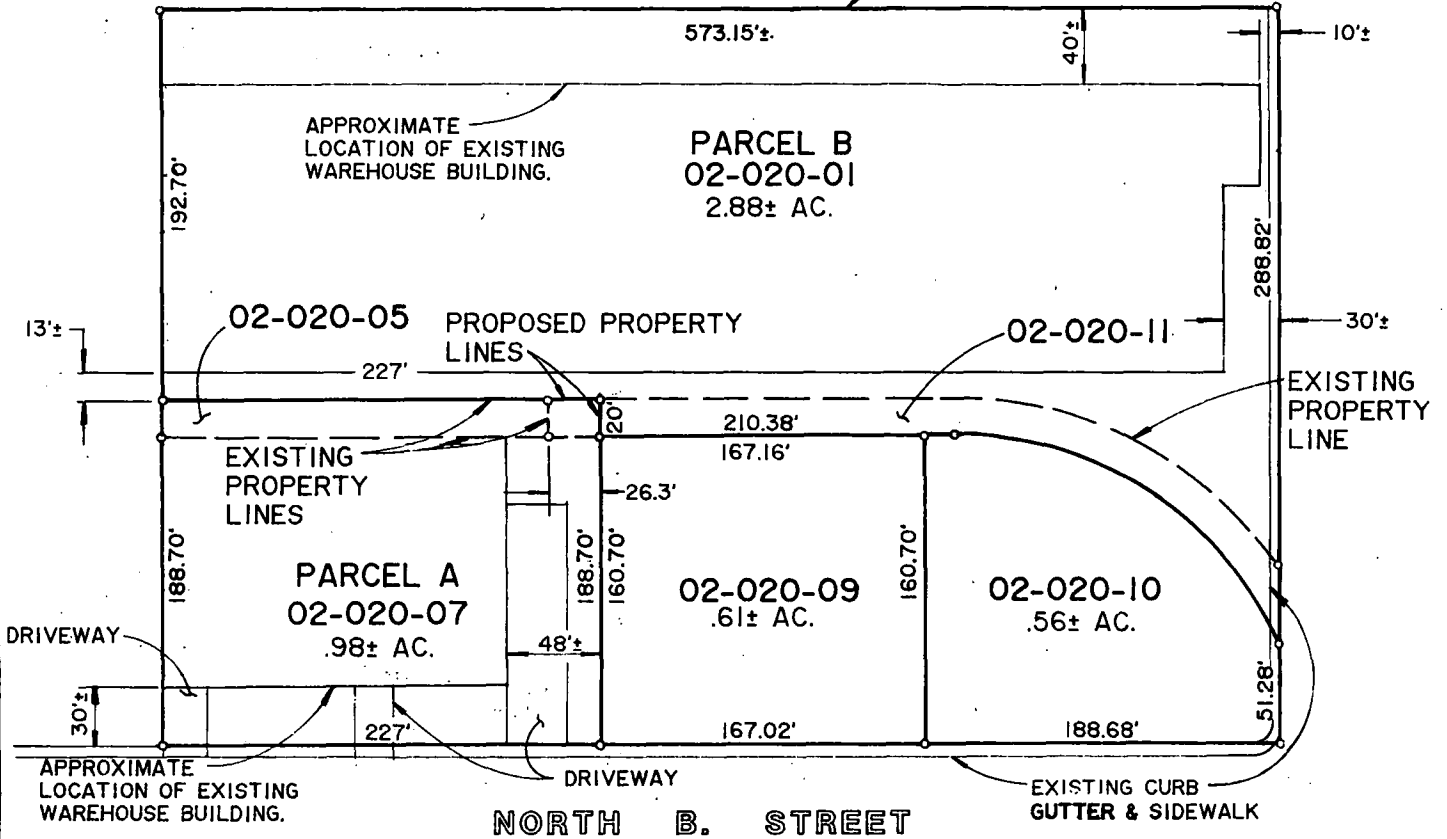 573.15'±
40'±
10'±
APPROXIMATE
LOCATION OF EXISTING
WAREHOUSE BUILDING.
PARCEL B
02-020-01
2.88± AC.
192.70'
288.82'
13'±
02-020-05
PROPOSED PROPERTY
LINES
02-020-11
30'±
227'
EXISTING
PROPERTY
LINE
20'
210.38'
167.16'
EXISTING
PROPERTY
LINES
26.3'
188.70'
PARCEL A
02-020-07
.98± AC.
188.70'
160.70'
02-020-09
.61± AC.
160.70'
02-020-10
.56± AC.
DRIVEWAY
48'±
51.28'
30'±
227'
167.02'
188.68'
APPROXIMATE
LOCATION OF EXISTING
WAREHOUSE BUILDING.
DRIVEWAY
EXISTING CURB
GUTTER & SIDEWALK
NORTH B. STREET